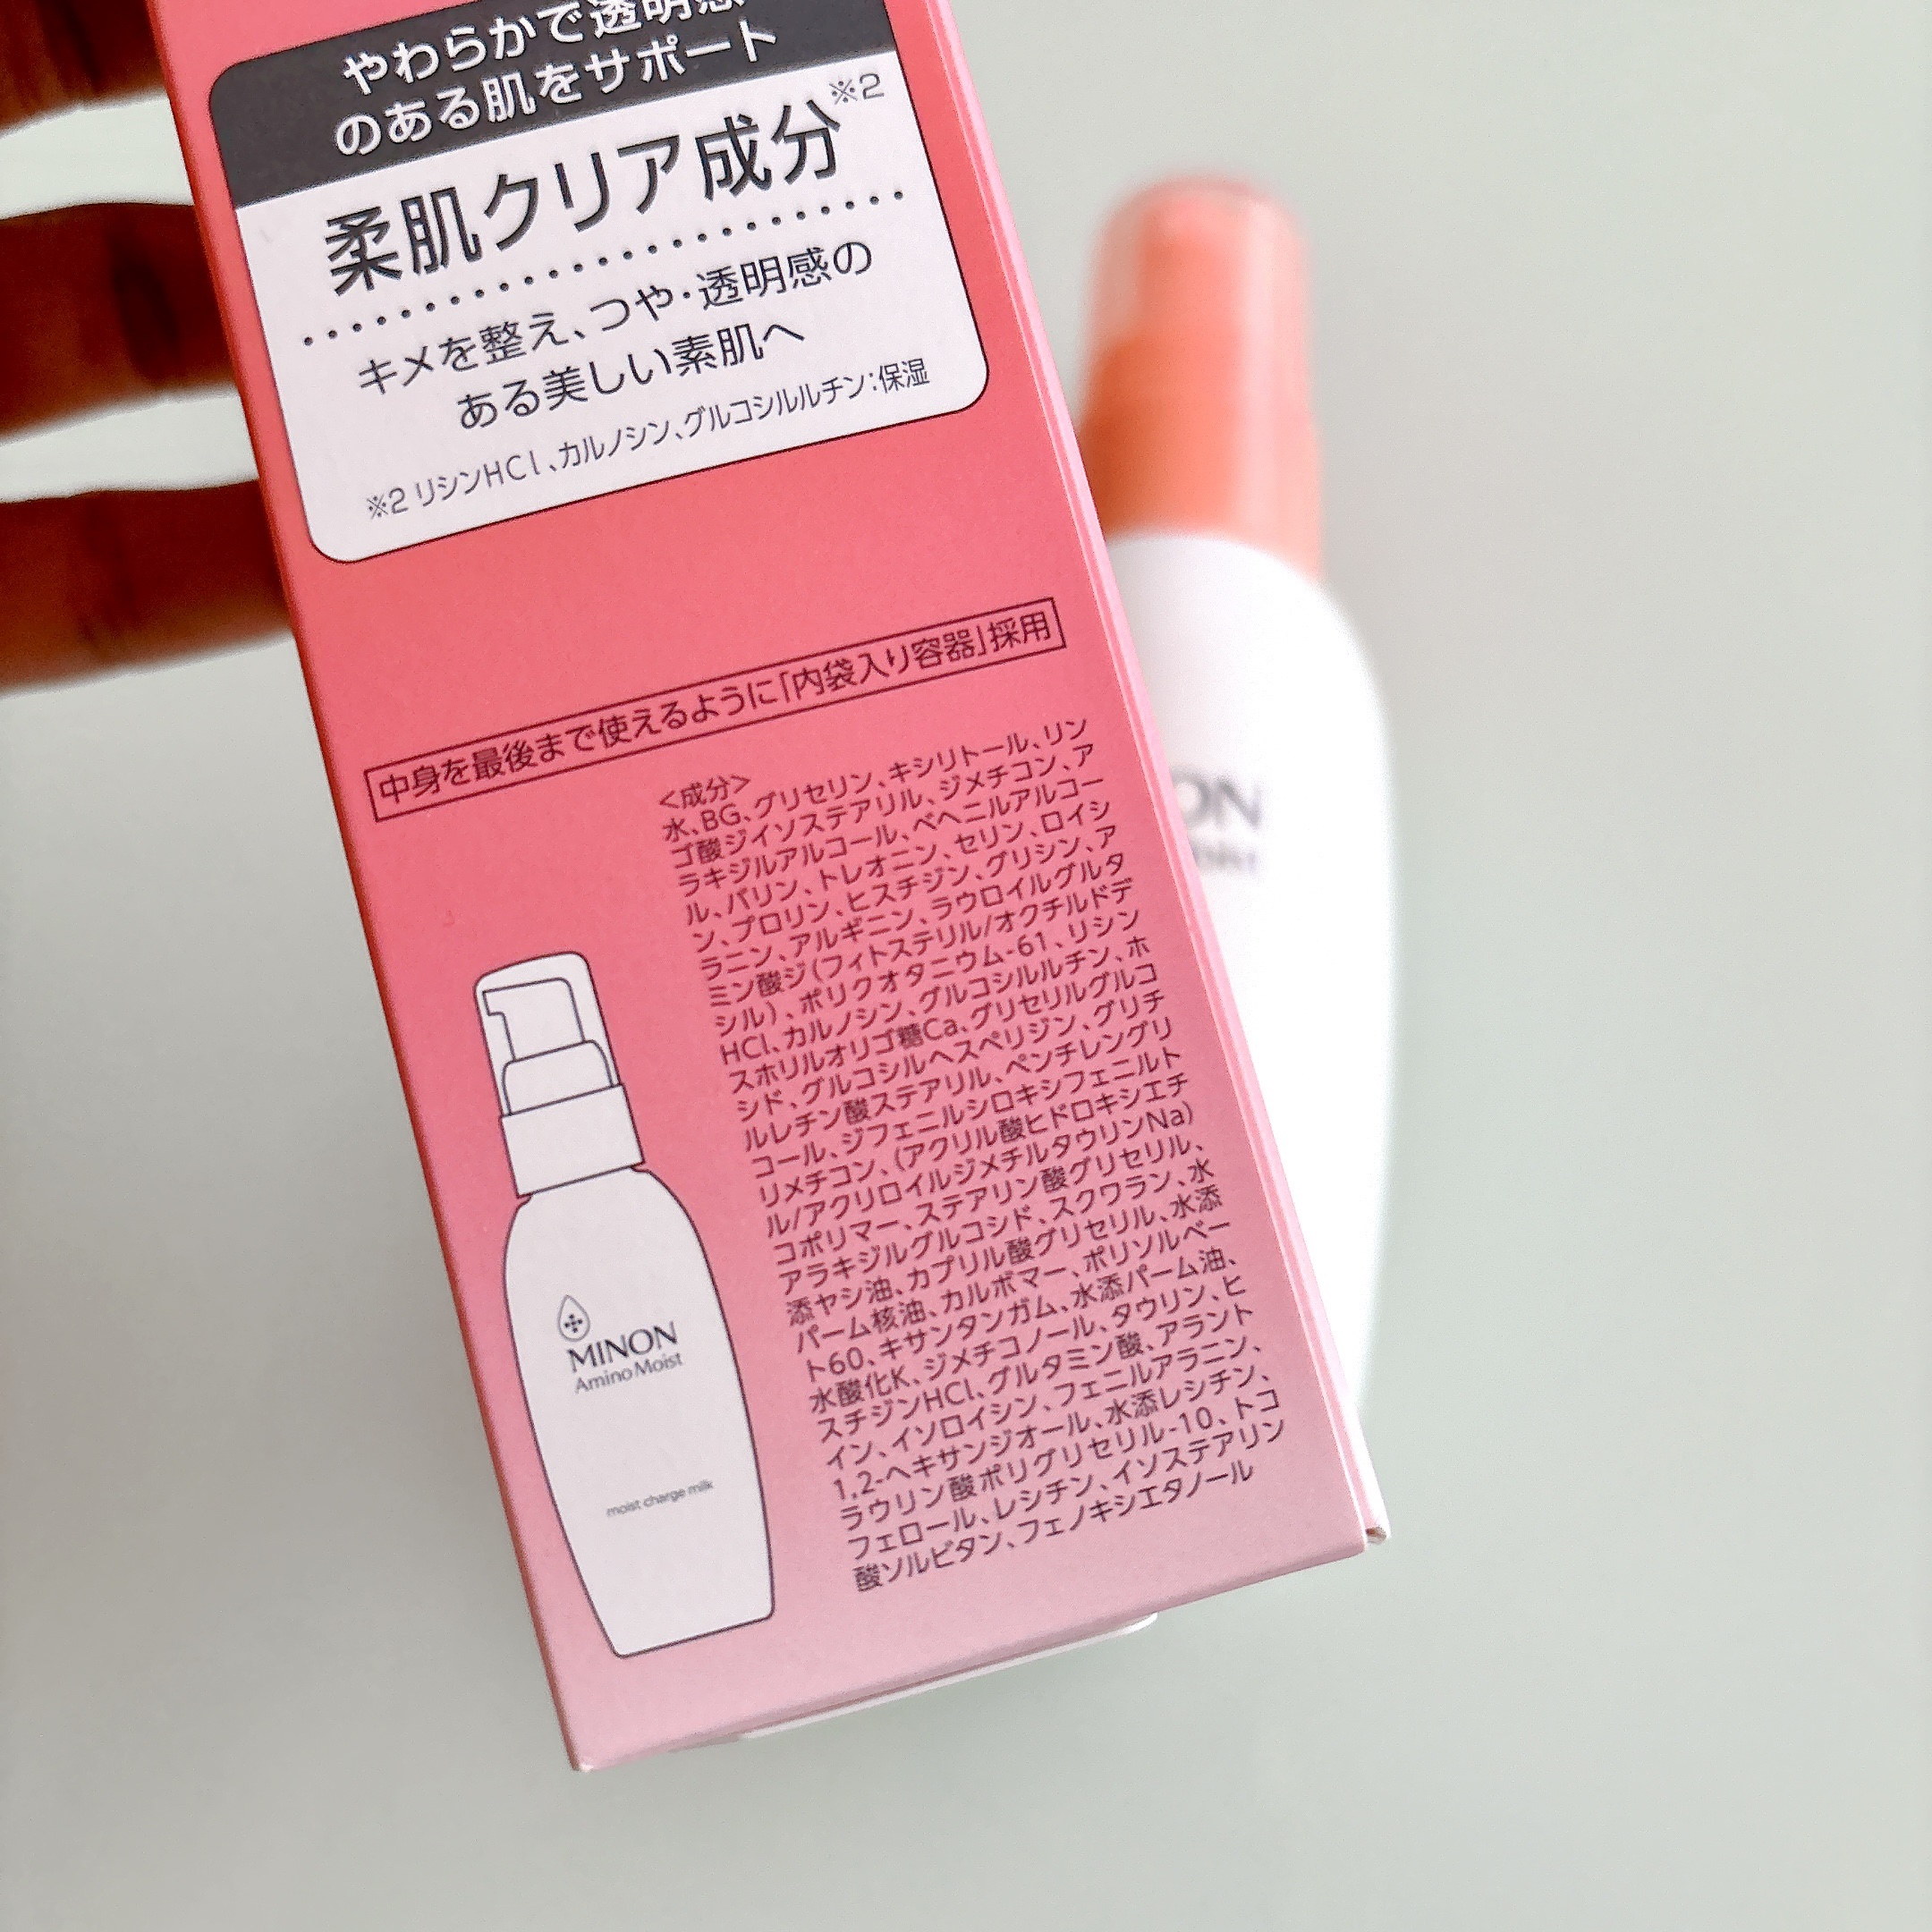 やわらかで透明感
のある肌をサポート
柔肌クリア成分※2
キメを整え、つや・透明感の
ある美しい素肌へ
※2 リシンHCl、カルノシン、グルコシルルチン:保湿
中身を最後まで使えるように「内袋入り容器」採用
<成分>
水、BG、グリセリン、キシリトール、リン
ゴ酸ジイソステアリル、ジメチコン、ア
ラキジルアルコール、ベヘニルアルコー
ル、バリン、トレオニン、セリン、ロイシ
ン、プロリン、ヒスチジン、グリシン、ア
ラニン、アルギニン、ラウロイルグルタ
ミン酸ジ(フィトステリル/オクチルドデ
シル)、ポリクオタニウム-61、リシン
HCl、カルノシン、グルコシルルチン、ホ
スホリルオリゴ糖Ca、グリセリルグルコ
シド、グルコシルヘスペリジン、グリチ
ルレチン酸ステアリル、ペンチレングリ
コール、ジフェニルシロキシフェニルト
リメチコン、(アクリル酸ヒドロキシエチ
ル/アクリロイルジメチルタウリンNa)
コポリマー、ステアリン酸グリセリル、
アラキジルグルコシド、スクワラン、水
添ヤシ油、カプリル酸グリセリル、水添
パーム核油、カルボマー、ポリソルベー
ト60、キサンタンガム、水添パーム油、
水酸化K、ジメチコノール、タウリン、ヒ
スチジンHCl、グルタミン酸、アラント
イン、イソロイシン、フェニルアラニン、
1,2-ヘキサンジオール、水添レシチン、
ラウリン酸ポリグリセリル-10、トコ
フェロール、レシチン、イソステアリン
酸ソルビタン、フェノキシエタノール
MINON
Amino Moist
moist charge milk
ON